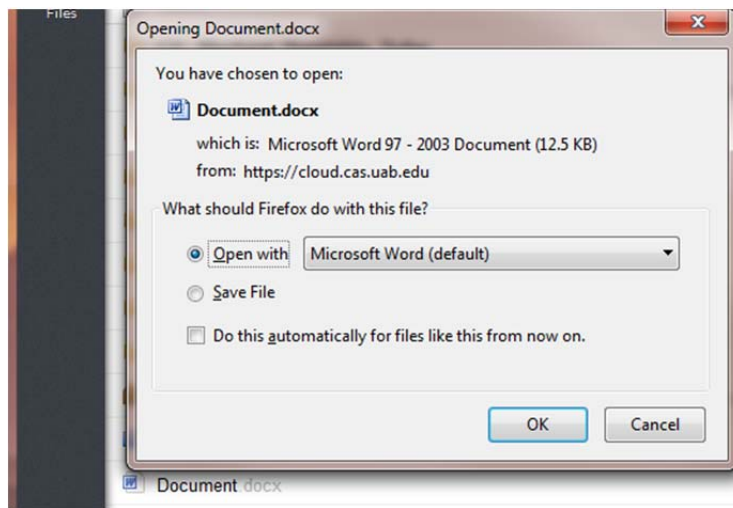 Files
Opening Document.docx
You have chosen to open:
Document.docx
which is: Microsoft Word 97 - 2003 Document (12.5 KB)
from: https://cloud.cas.uab.edu
What should Firefox do with this file?
Open with Microsoft Word (default)
Save File
Do this automatically for files like this from now on.
OK Cancel
Document.docx